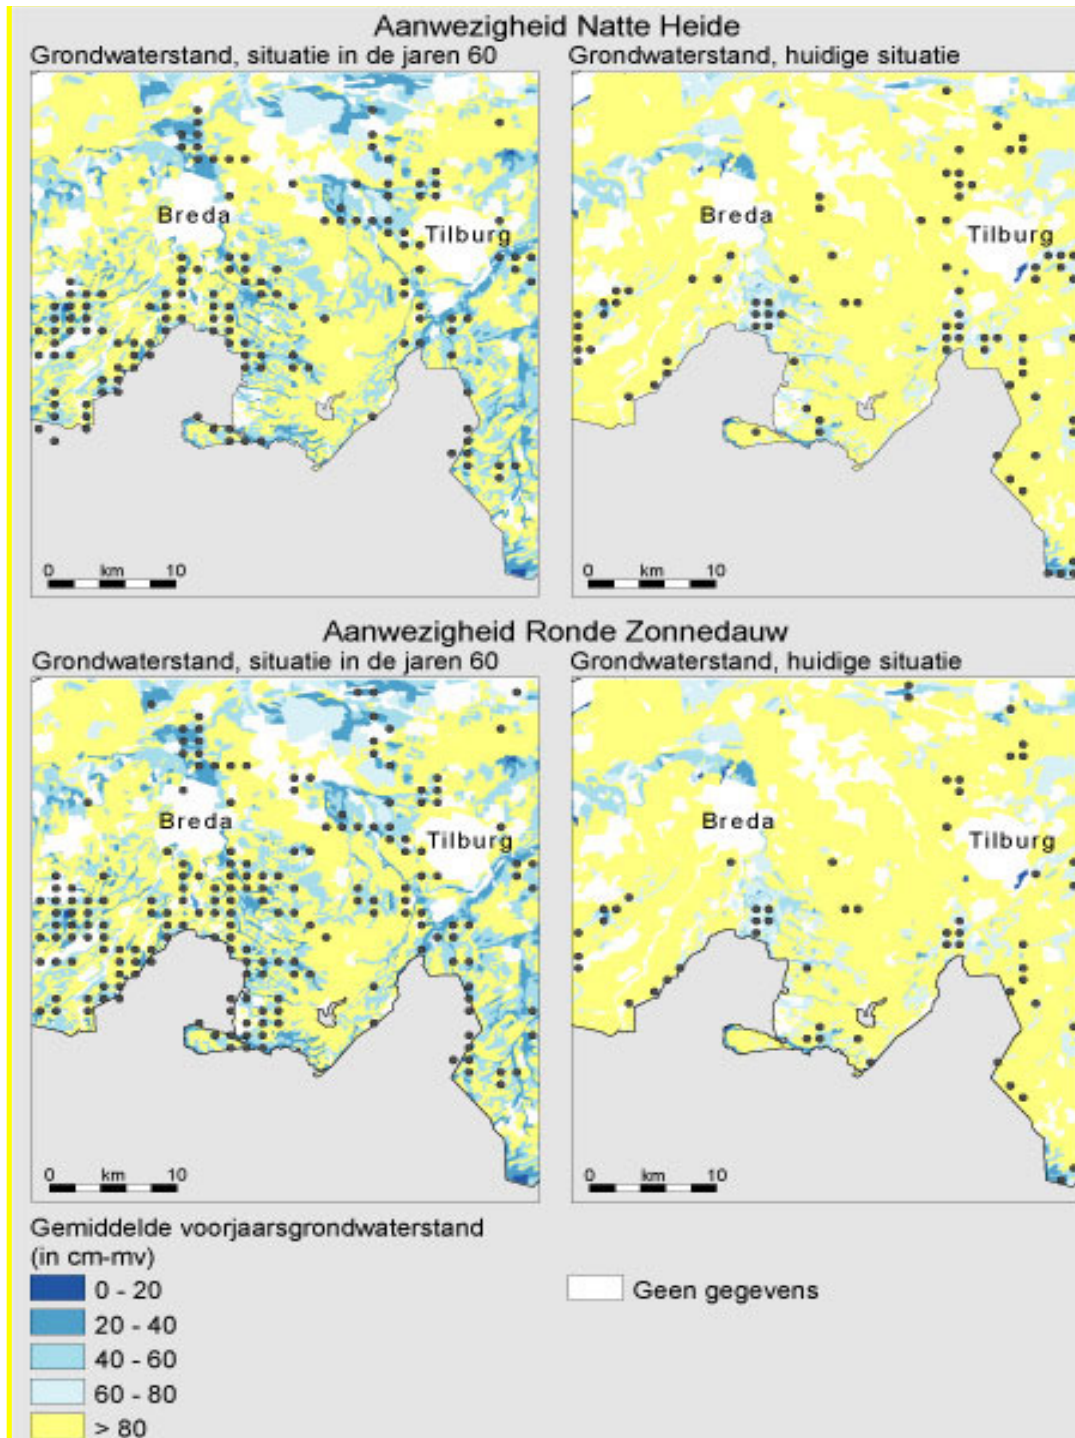 Aanwezigheid Natte Heide
Grondwaterstand, situatie in de jaren 60
Grondwaterstand, huidige situatie
Breda
Tilburg
Breda
Tilburg
0 km 10
0 km 10
Aanwezigheid Ronde Zonnedauw
Grondwaterstand, situatie in de jaren 60
Grondwaterstand, huidige situatie
Breda
Tilburg
Breda
Tilburg
0 km 10
0 km 10
Gemiddelde voorjaarsgrondwaterstand
(in cm-mv)
0 - 20
Geen gegevens
20 - 40
40 - 60
60 - 80
> 80